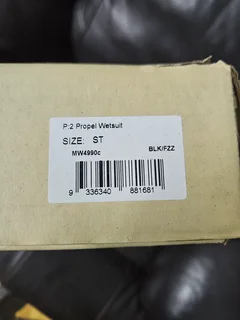 P:2 Propel Wetsuit
SIZE: ST
MW4990c BLK/FZZ
9 336340 881681